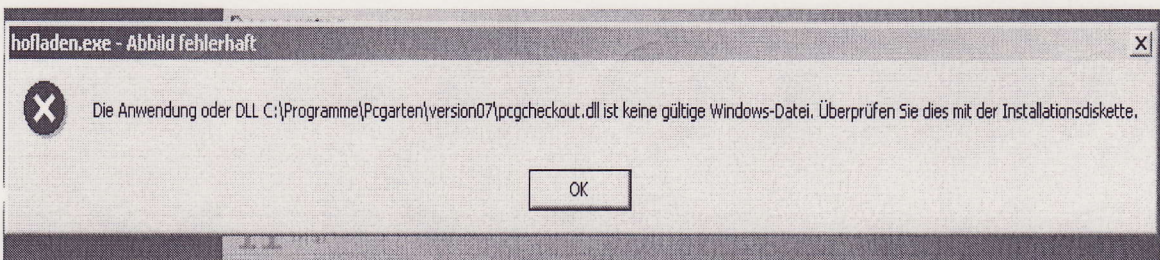 hofladen.exe - Abbild fehlerhaft
Die Anwendung oder DLL C:\Programme\Pcgarten\version07\pcgcheckout.dll ist keine gültige Windows-Datei. Überprüfen Sie dies mit der Installationsdiskette.
OK